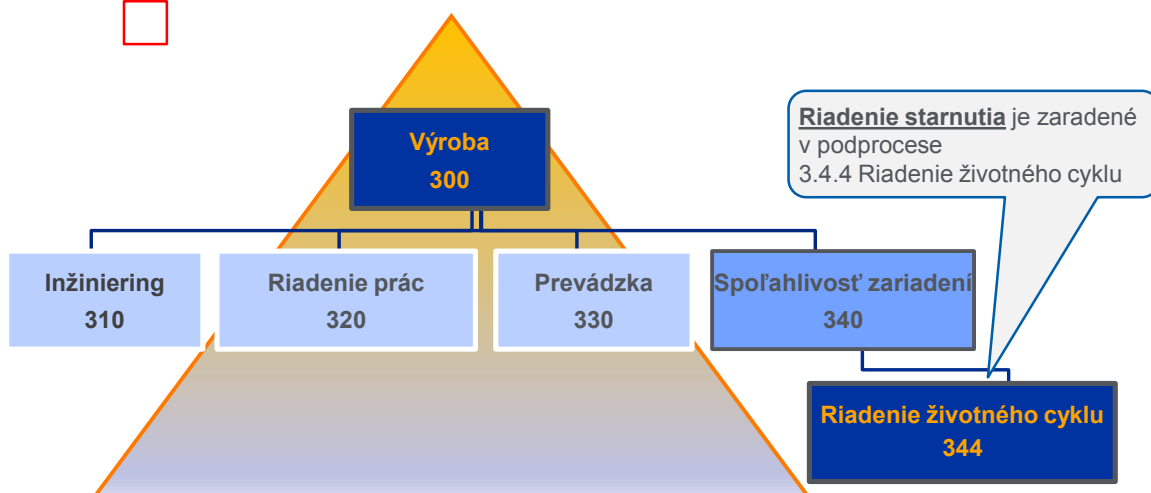 Riadenie starnutia je zaradené
v podprocese
3.4.4 Riadenie životného cyklu
Výroba
300
Inžiniering
310
Riadenie prác
320
Prevádzka
330
Spoľahlivosť zariadení
340
Riadenie životného cyklu
344